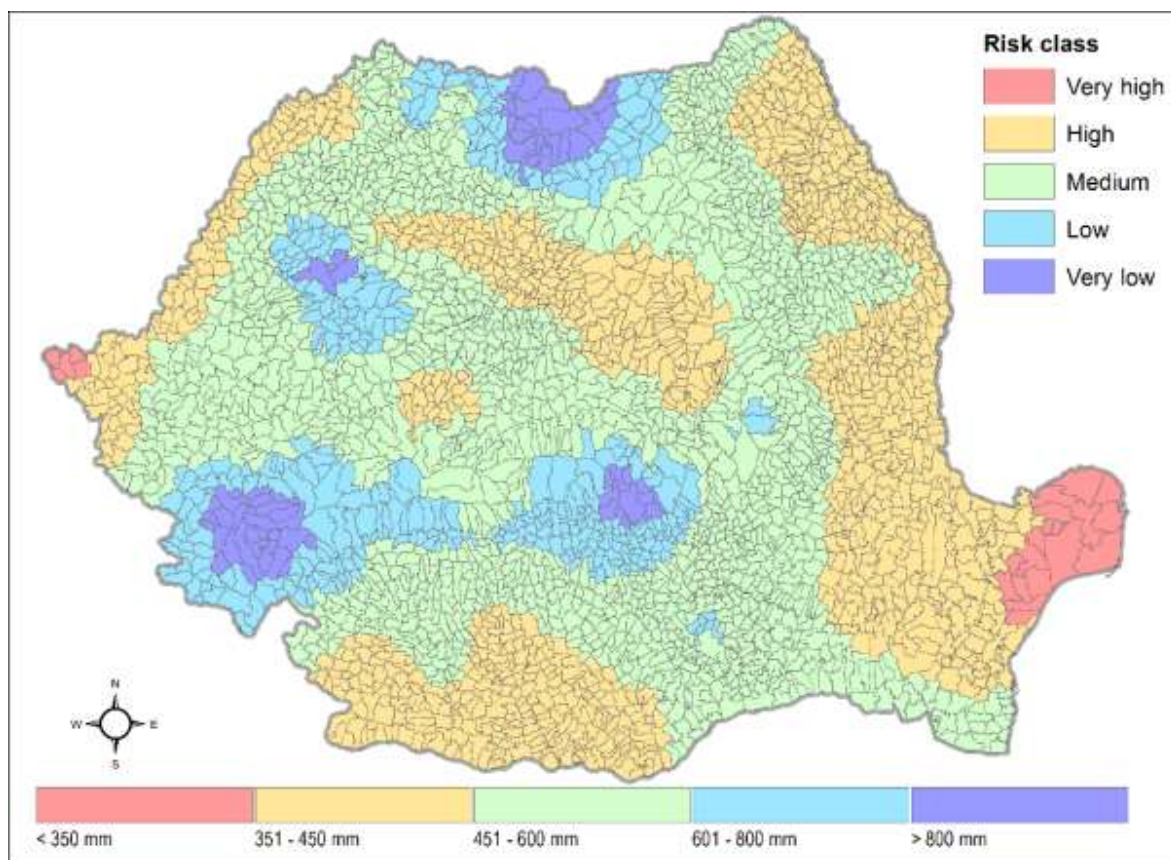 Risk class
Very high
High
Medium
Low
Very low
N
W E
S
< 350 mm 351 - 450 mm 451 - 600 mm 601 - 800 mm > 800 mm